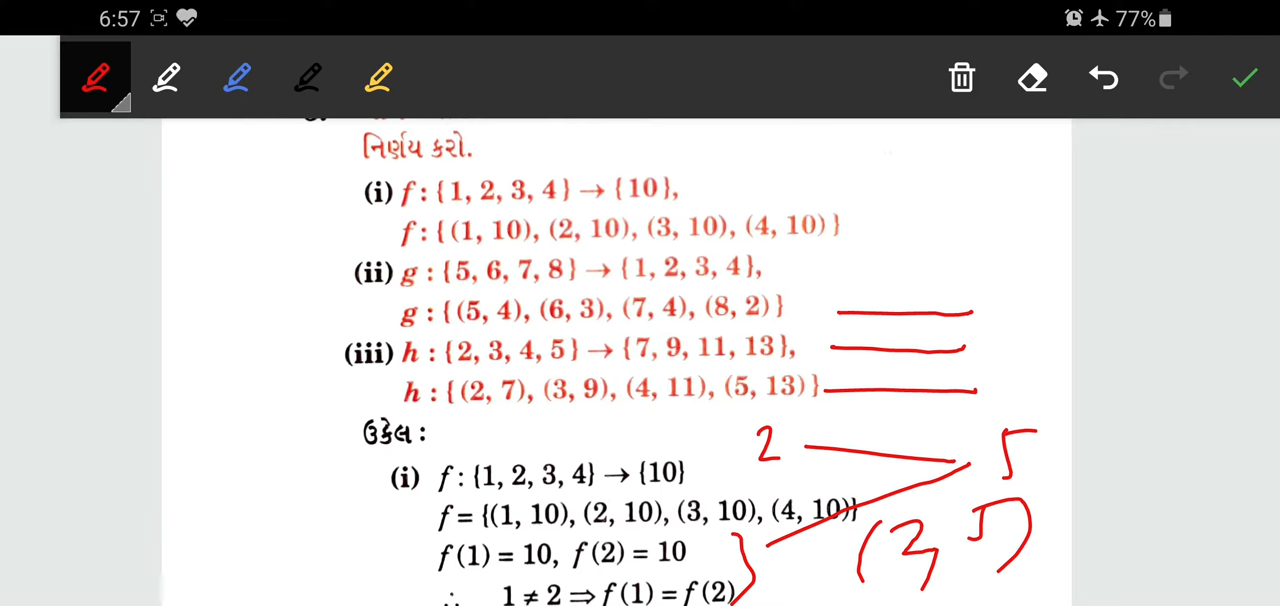 6:57 77%
નિર્ણય કરો.
(i) f : {1, 2, 3, 4} → {10},
f : {(1, 10), (2, 10), (3, 10), (4, 10)}
(ii) g : {5, 6, 7, 8} → {1, 2, 3, 4},
g : {(5, 4), (6, 3), (7, 4), (8, 2)}
(iii) h : {2, 3, 4, 5} → {7, 9, 11, 13},
h : {(2, 7), (3, 9), (4, 11), (5, 13)}
ઉકેલ :
2 5
(i) f : {1, 2, 3, 4} → {10}
f = {(1, 10), (2, 10), (3, 10), (4, 10)}
(2, 5)
f (1) = 10, f (2) = 10
∴ 1 ≠ 2 ⇒ f (1) = f (2)